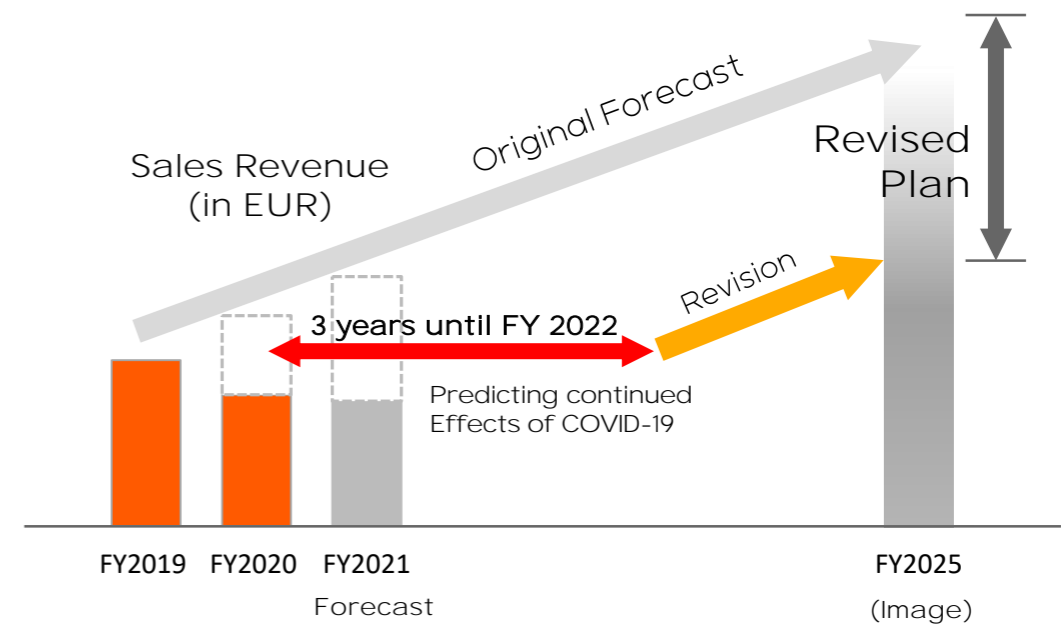 Original Forecast
Revised
Plan
Sales Revenue
(in EUR)
Revision
3 years until FY 2022
Predicting continued
Effects of COVID-19
FY2019
FY2020
FY2021
Forecast
FY2025
(Image)